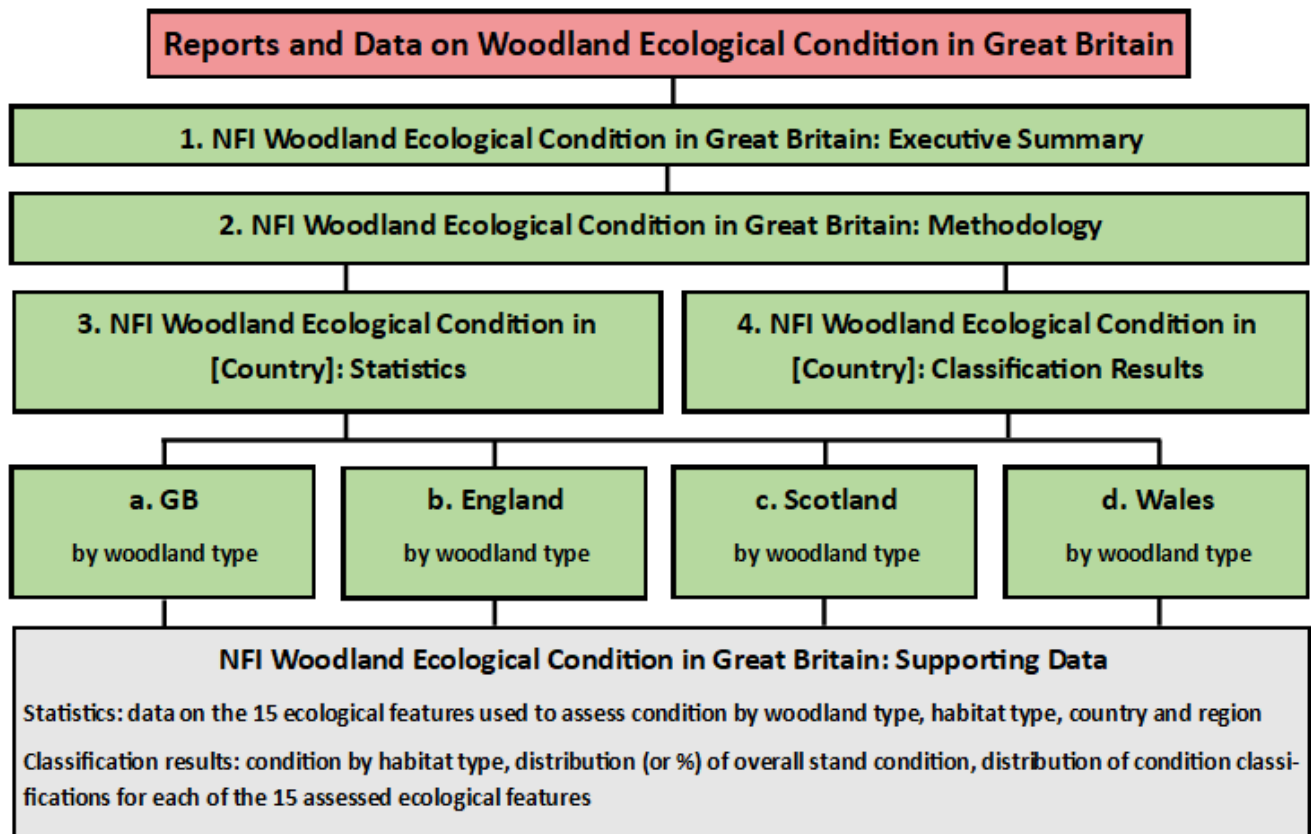 Reports and Data on Woodland Ecological Condition in Great Britain
1. NFI Woodland Ecological Condition in Great Britain: Executive Summary
2. NFI Woodland Ecological Condition in Great Britain: Methodology
3. NFI Woodland Ecological Condition in
[Country]: Statistics
4. NFI Woodland Ecological Condition in
[Country]: Classification Results
a. GB
by woodland type
b. England
by woodland type
c. Scotland
by woodland type
d. Wales
by woodland type
NFI Woodland Ecological Condition in Great Britain: Supporting Data
Statistics: data on the 15 ecological features used to assess condition by woodland type, habitat type, country and region
Classification results: condition by habitat type, distribution (or %) of overall stand condition, distribution of condition classi-
fications for each of the 15 assessed ecological features